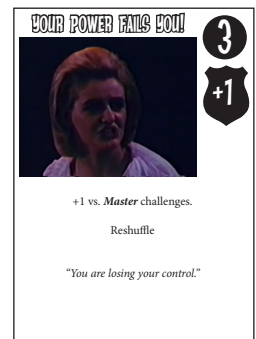 YOUR POWER FAILS YOU!
3
+1
+1 vs. Master challenges.
Reshuffle
“You are losing your control.”